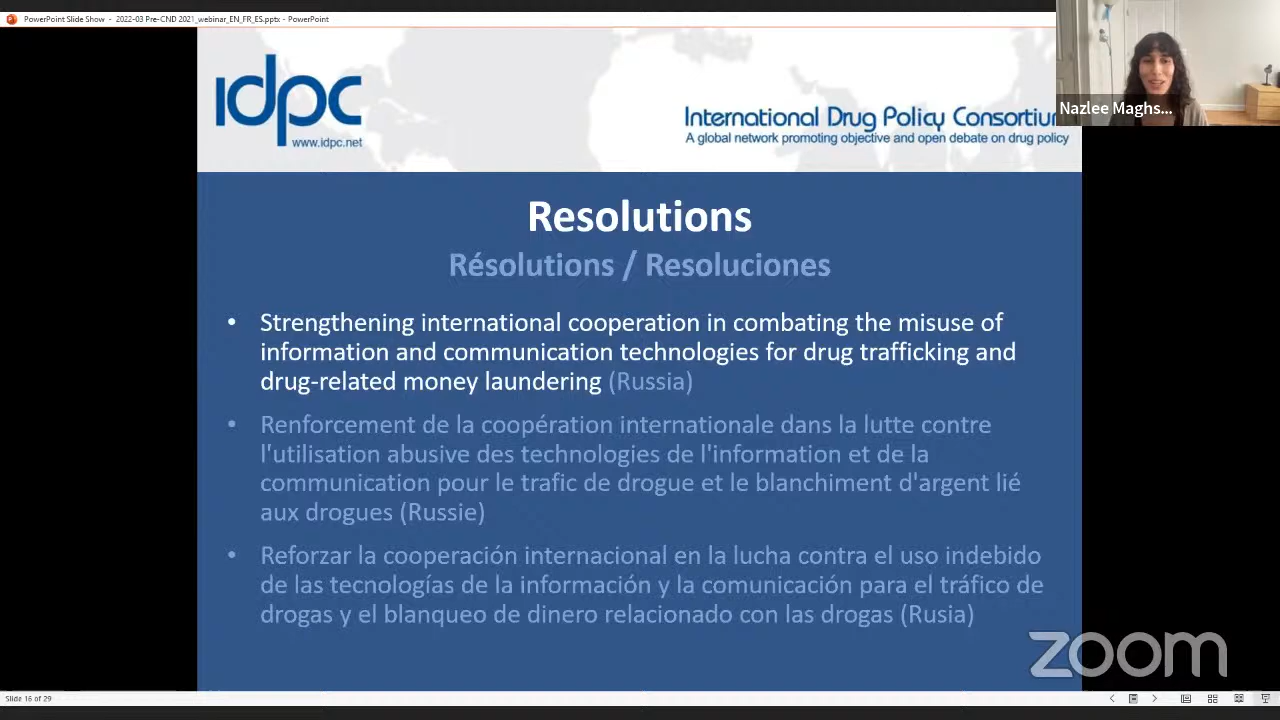 PowerPoint Slide Show - 2022-03 Pre-CND 2021_webinar_EN_FR_ES.pptx - PowerPoint
Nazlee Maghs...
idpc
www.idpc.net
International Drug Policy Consortiu
A global network promoting objective and open debate on drug policy
Resolutions
Résolutions / Resoluciones
• Strengthening international cooperation in combating the misuse of
information and communication technologies for drug trafficking and
drug-related money laundering (Russia)
• Renforcement de la coopération internationale dans la lutte contre
l'utilisation abusive des technologies de l'information et de la
communication pour le trafic de drogue et le blanchiment d'argent lié
aux drogues (Russie)
• Reforzar la cooperación internacional en la lucha contra el uso indebido
de las tecnologías de la información y la comunicación para el tráfico de
drogas y el blanqueo de dinero relacionado con las drogas (Rusia)
zoom
Slide 16 of 29